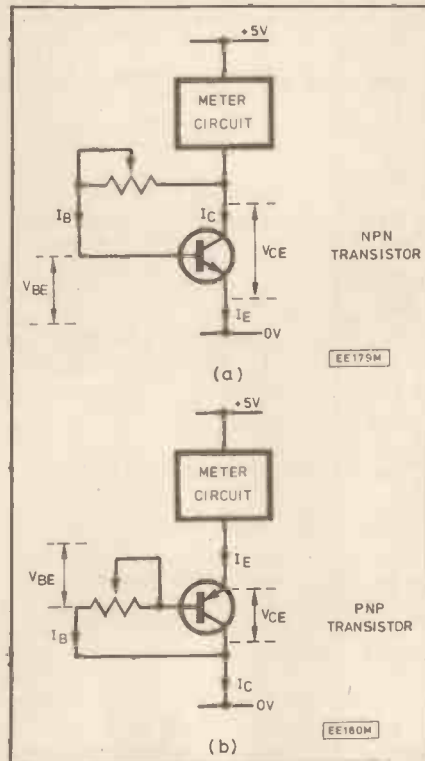 +5V
METER
CIRCUIT
IB
IC
VCE
NPN
TRANSISTOR
VBE
IE
0V
EE179M
(a)
+5V
METER
CIRCUIT
VBE
IE
IB
VCE
PNP
TRANSISTOR
IC
0V
EE180M
(b)